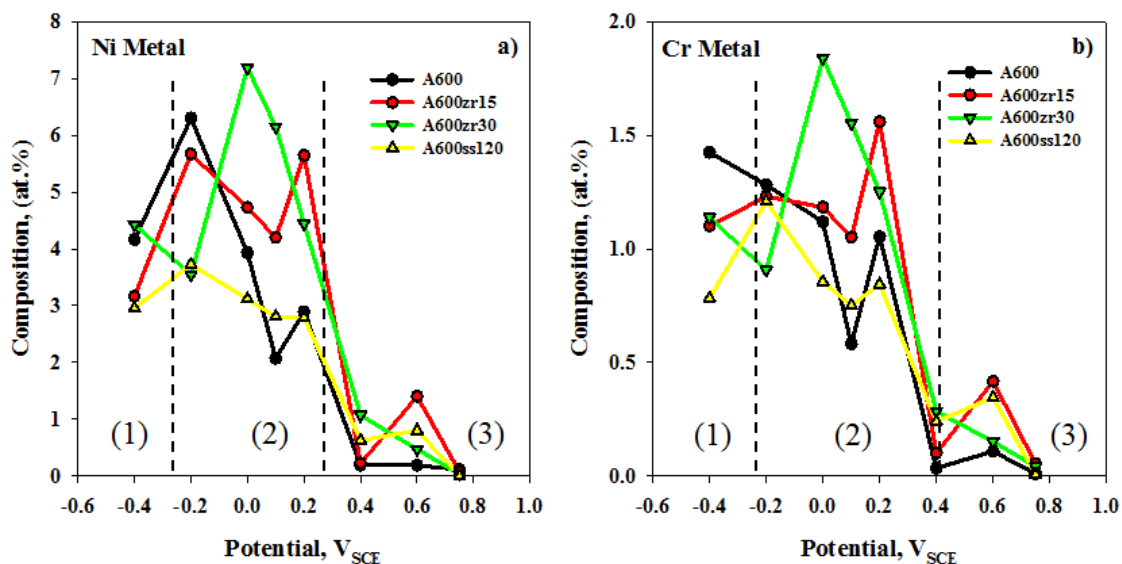 Ni Metal
a)
A600
A600zr15
A600zr30
A600ss120
8
7
6
5
4
3
2
1
0
Composition, (at.%)
(1)
(2)
(3)
-0.6
-0.4
-0.2
0.0
0.2
0.4
0.6
0.8
1.0
Potential, VSCE
Cr Metal
b)
A600
A600zr15
A600zr30
A600ss120
2.0
1.5
1.0
0.5
0.0
Composition, (at.%)
(1)
(2)
(3)
-0.6
-0.4
-0.2
0.0
0.2
0.4
0.6
0.8
1.0
Potential, VSCE